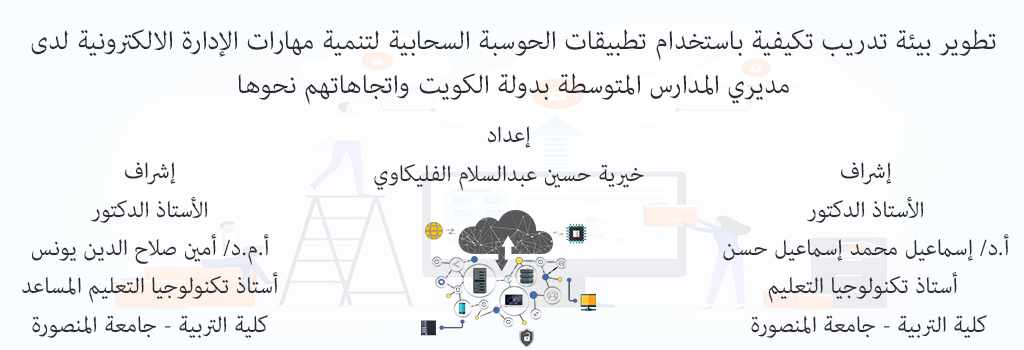 تطوير بيئة تدريب تكيفية باستخدام تطبيقات الحوسبة السحابية لتنمية مهارات الإدارة الالكترونية لدى
مديري المدارس المتوسطة بدولة الكويت واتجاهاتهم نحوها
إعداد
خيرية حسين عبدالسلام الفليكاوي
إشراف
الأستاذ الدكتور
أ.د/ إسماعيل محمد إسماعيل حسن
أستاذ تكنولوجيا التعليم
كلية التربية - جامعة المنصورة
إشراف
الأستاذ الدكتور
أ.م.د/ أمين صلاح الدين يونس
أستاذ تكنولوجيا التعليم المساعد
كلية التربية - جامعة المنصورة